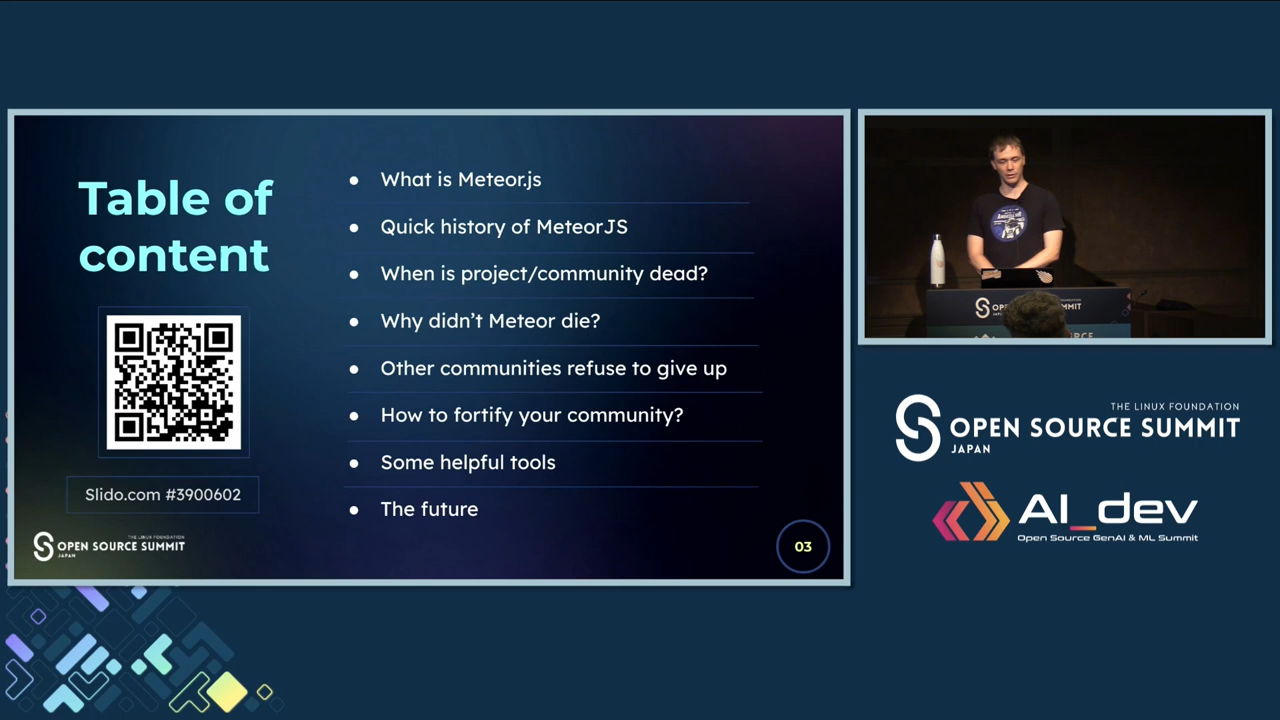 Table of
content
Slido.com #3900602
THE LINUX FOUNDATION
OPEN SOURCE SUMMIT
JAPAN
● What is Meteor.js
● Quick history of MeteorJS
● When is project/community dead?
● Why didn’t Meteor die?
● Other communities refuse to give up
● How to fortify your community?
● Some helpful tools
● The future
03
THE LINUX FOUNDATION
OPEN SOURCE SUMMIT
JAPAN
AI_dev
Open Source GenAI & ML Summit